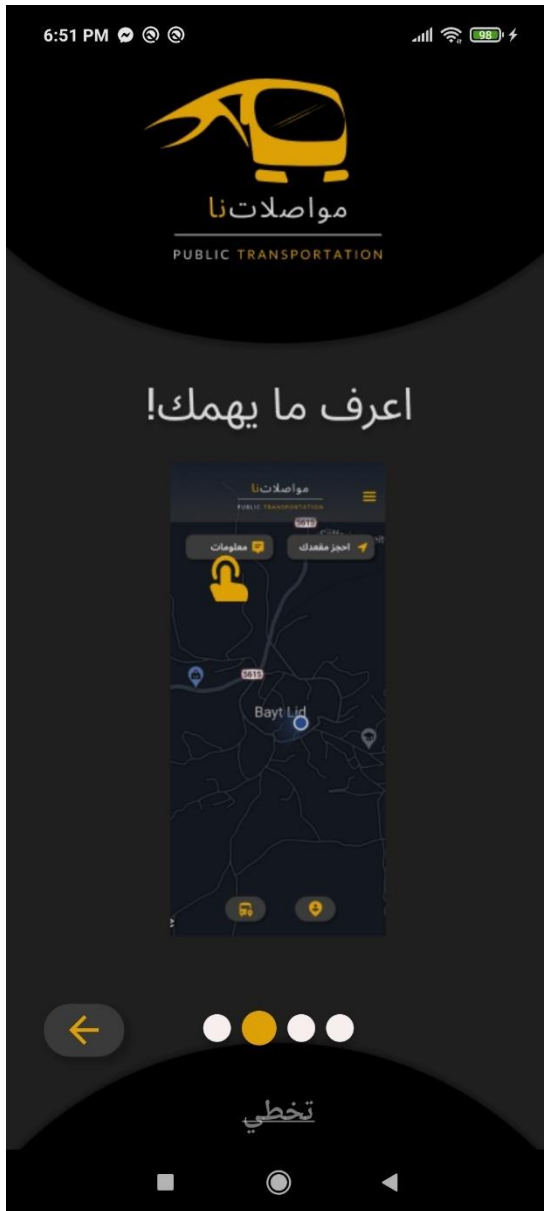 6:51 PM
98
مواصلاتنا
PUBLIC TRANSPORTATION
اعرف ما يهمك!
مواصلاتنا
PUBLIC TRANSPORTATION
5615
احجز مقعدك
معلومات
5615
Bayt Lid
تخطي